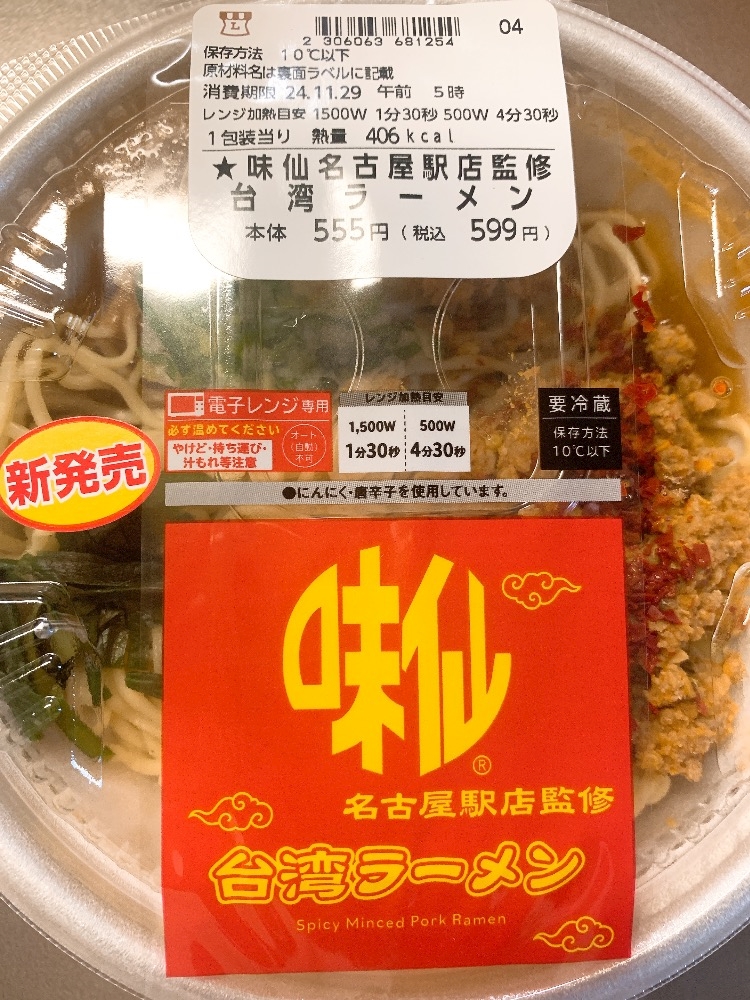 L
2 306063 681254
04
保存方法 10℃以下
原材料名は裏面ラベルに記載
消費期限 24.11.29 午前 5時
レンジ加熱目安 1500W 1分30秒 500W 4分30秒
1包装当り 熱量 406kcal
★味仙名古屋駅店監修
台湾ラーメン
本体 555円(税込 599円)
電子レンジ専用
必ず温めてください
やけど・持ち運び・
汁もれ等注意
オート
(自動)
不可
レンジ加熱目安
1,500W 500W
1分30秒 4分30秒
要冷蔵
保存方法
10℃以下
新発売
●にんにく・唐辛子を使用しています。
味仙®
名古屋駅店監修
台湾ラーメン
Spicy Minced Pork Ramen